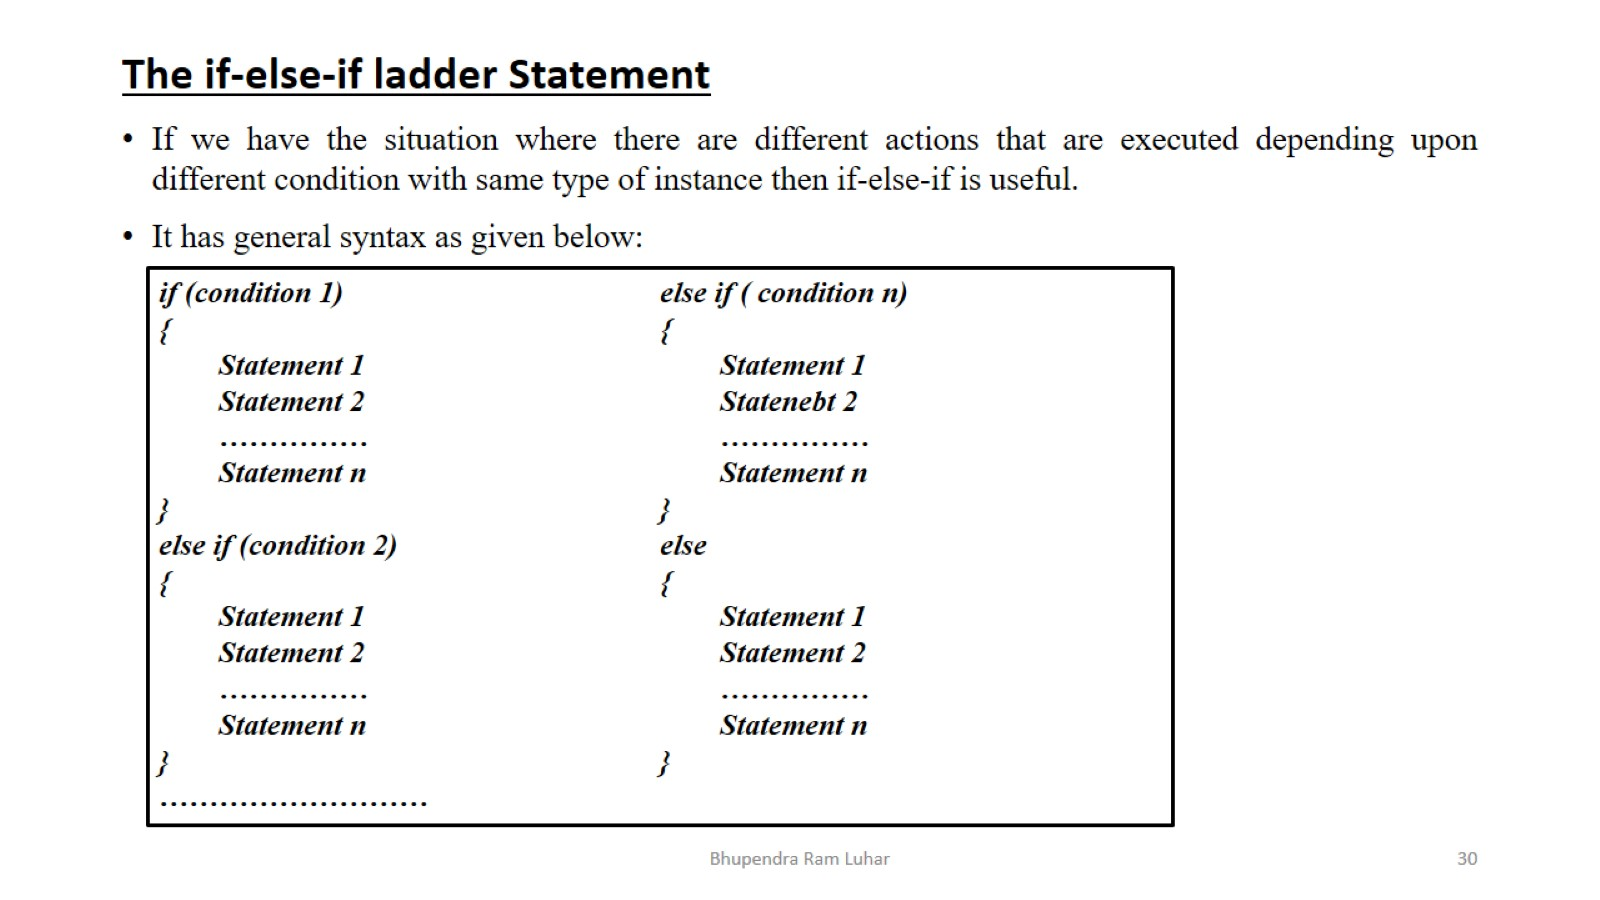 The if-else-if ladder Statement
• If we have the situation where there are different actions that are executed depending upon
different condition with same type of instance then if-else-if is useful.
• It has general syntax as given below:
if (condition 1)
{
Statement 1
Statement 2
……………
Statement n
}
else if (condition 2)
{
Statement 1
Statement 2
……………
Statement n
}
………………………
else if ( condition n)
{
Statement 1
Statenebt 2
……………
Statement n
}
else
{
Statement 1
Statement 2
……………
Statement n
}
Bhupendra Ram Luhar
30